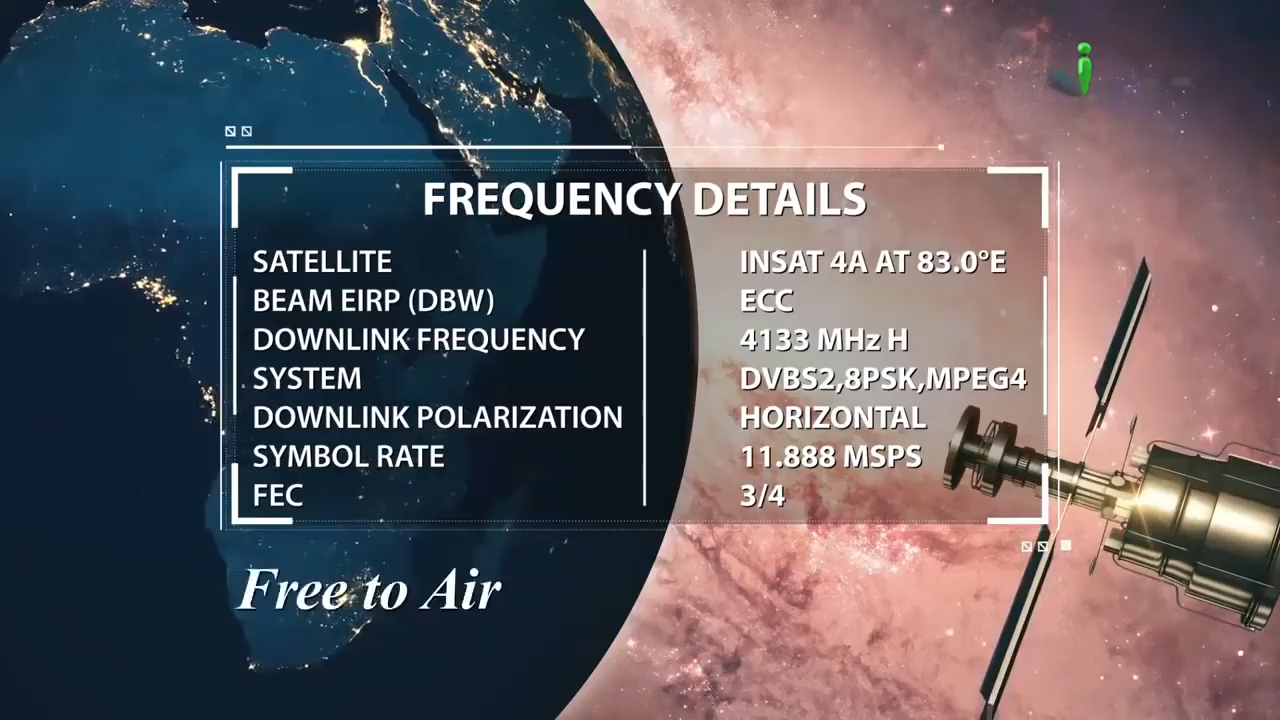 FREQUENCY DETAILS
SATELLITE INSAT 4A AT 83.0°E
BEAM EIRP (DBW) ECC
DOWNLINK FREQUENCY 4133 MHz H
SYSTEM DVBS2,8PSK,MPEG4
DOWNLINK POLARIZATION HORIZONTAL
SYMBOL RATE 11.888 MSPS
FEC 3/4
Free to Air